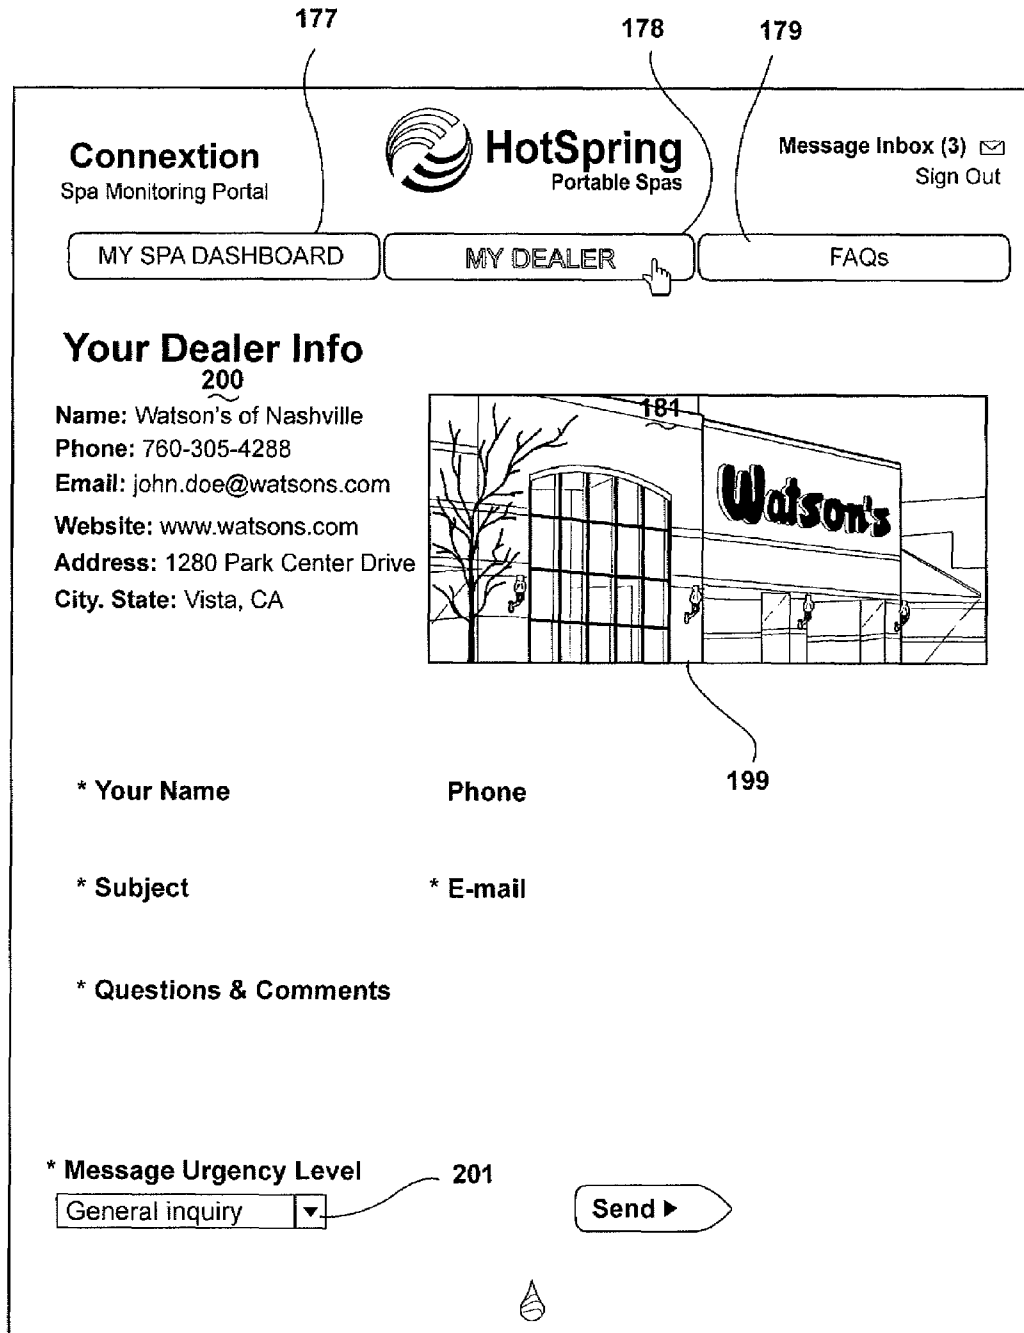 177
178
179
Connextion
Spa Monitoring Portal
HotSpring
Portable Spas
Message Inbox (3)
Sign Out
MY SPA DASHBOARD
MY DEALER
FAQs
Your Dealer Info
200
Name: Watson's of Nashville
Phone: 760-305-4288
Email: john.doe@watsons.com
Website: www.watsons.com
Address: 1280 Park Center Drive
City. State: Vista, CA
181
Watson's
199
* Your Name
Phone
* Subject
* E-mail
* Questions & Comments
* Message Urgency Level
201
General inquiry
Send